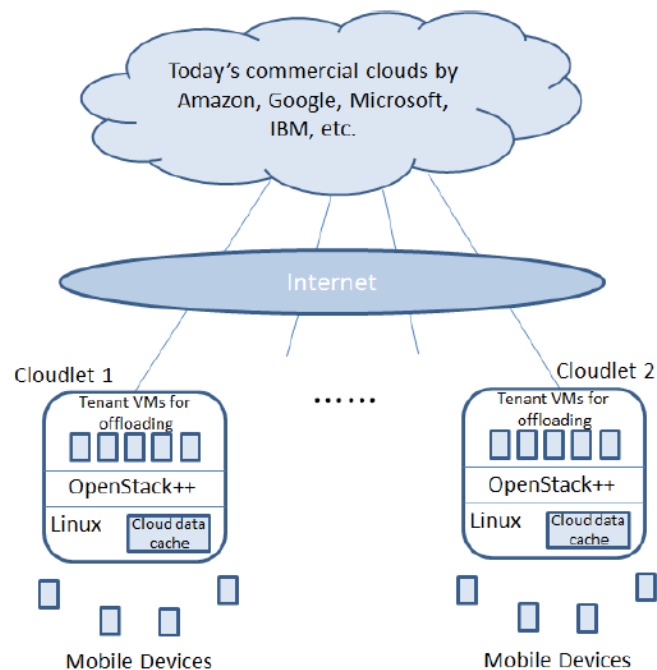 Today's commercial clouds by
Amazon, Google, Microsoft,
IBM, etc.
Internet
Cloudlet 1
Cloudlet 2
......
Tenant VMs for
offloading
OpenStack++
Linux
Cloud data
cache
Mobile Devices
Tenant VMs for
offloading
OpenStack++
Linux
Cloud data
cache
Mobile Devices